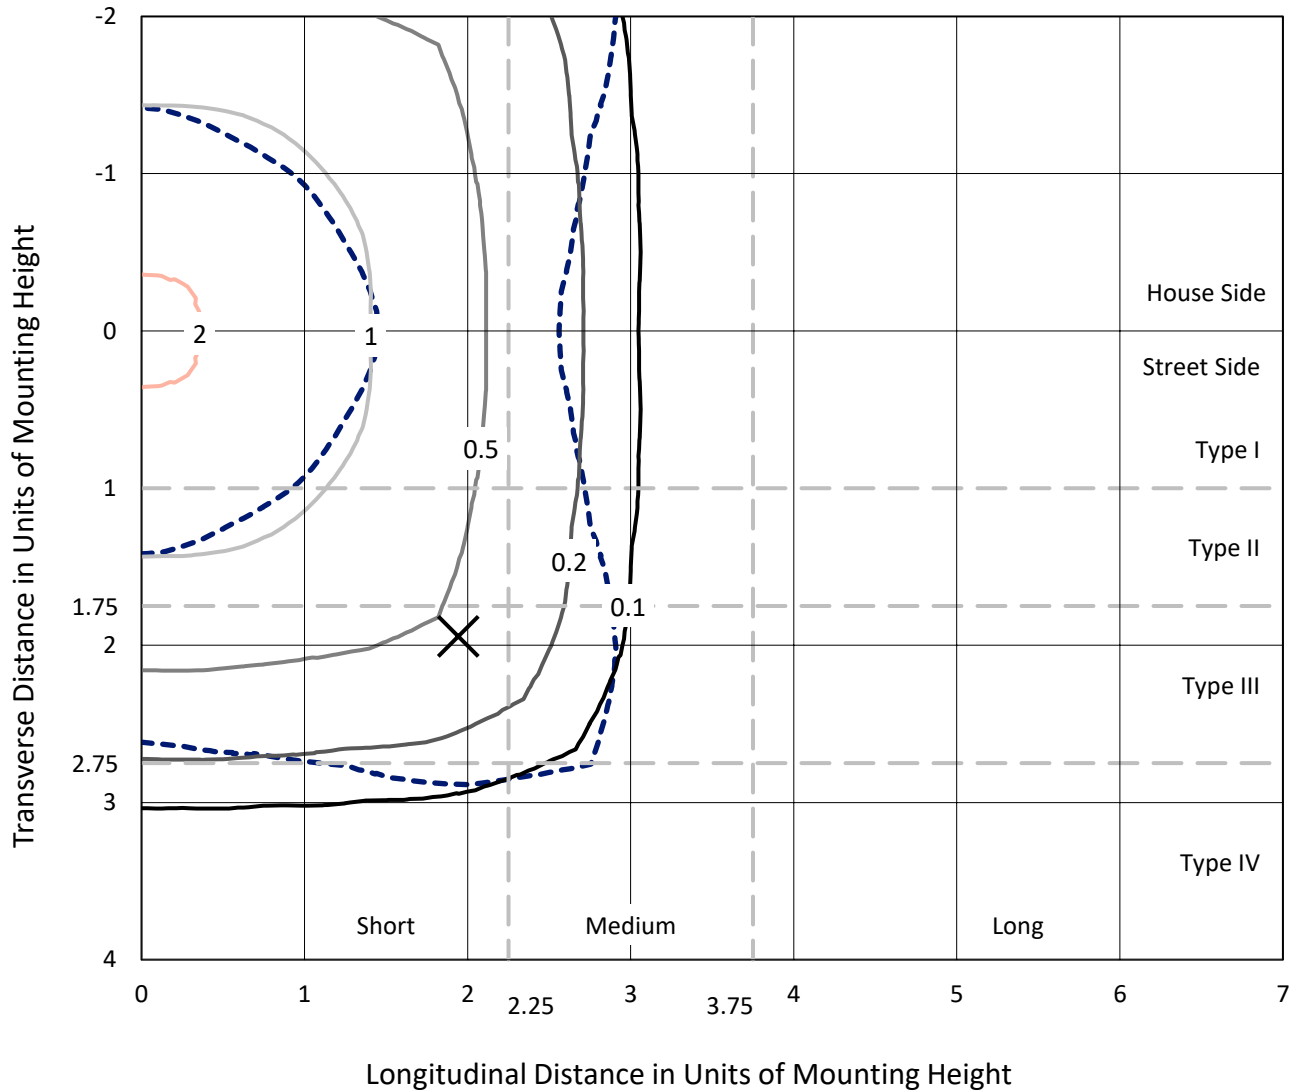 -2
-1
House Side
0
2
1
Street Side
0.5
Type I
1
Type II
0.2
1.75
0.1
2
Type III
2.75
3
Type IV
Short
Medium
Long
4
0
1
2
2.25
3
3.75
4
5
6
7
Transverse Distance in Units of Mounting Height
Longitudinal Distance in Units of Mounting Height